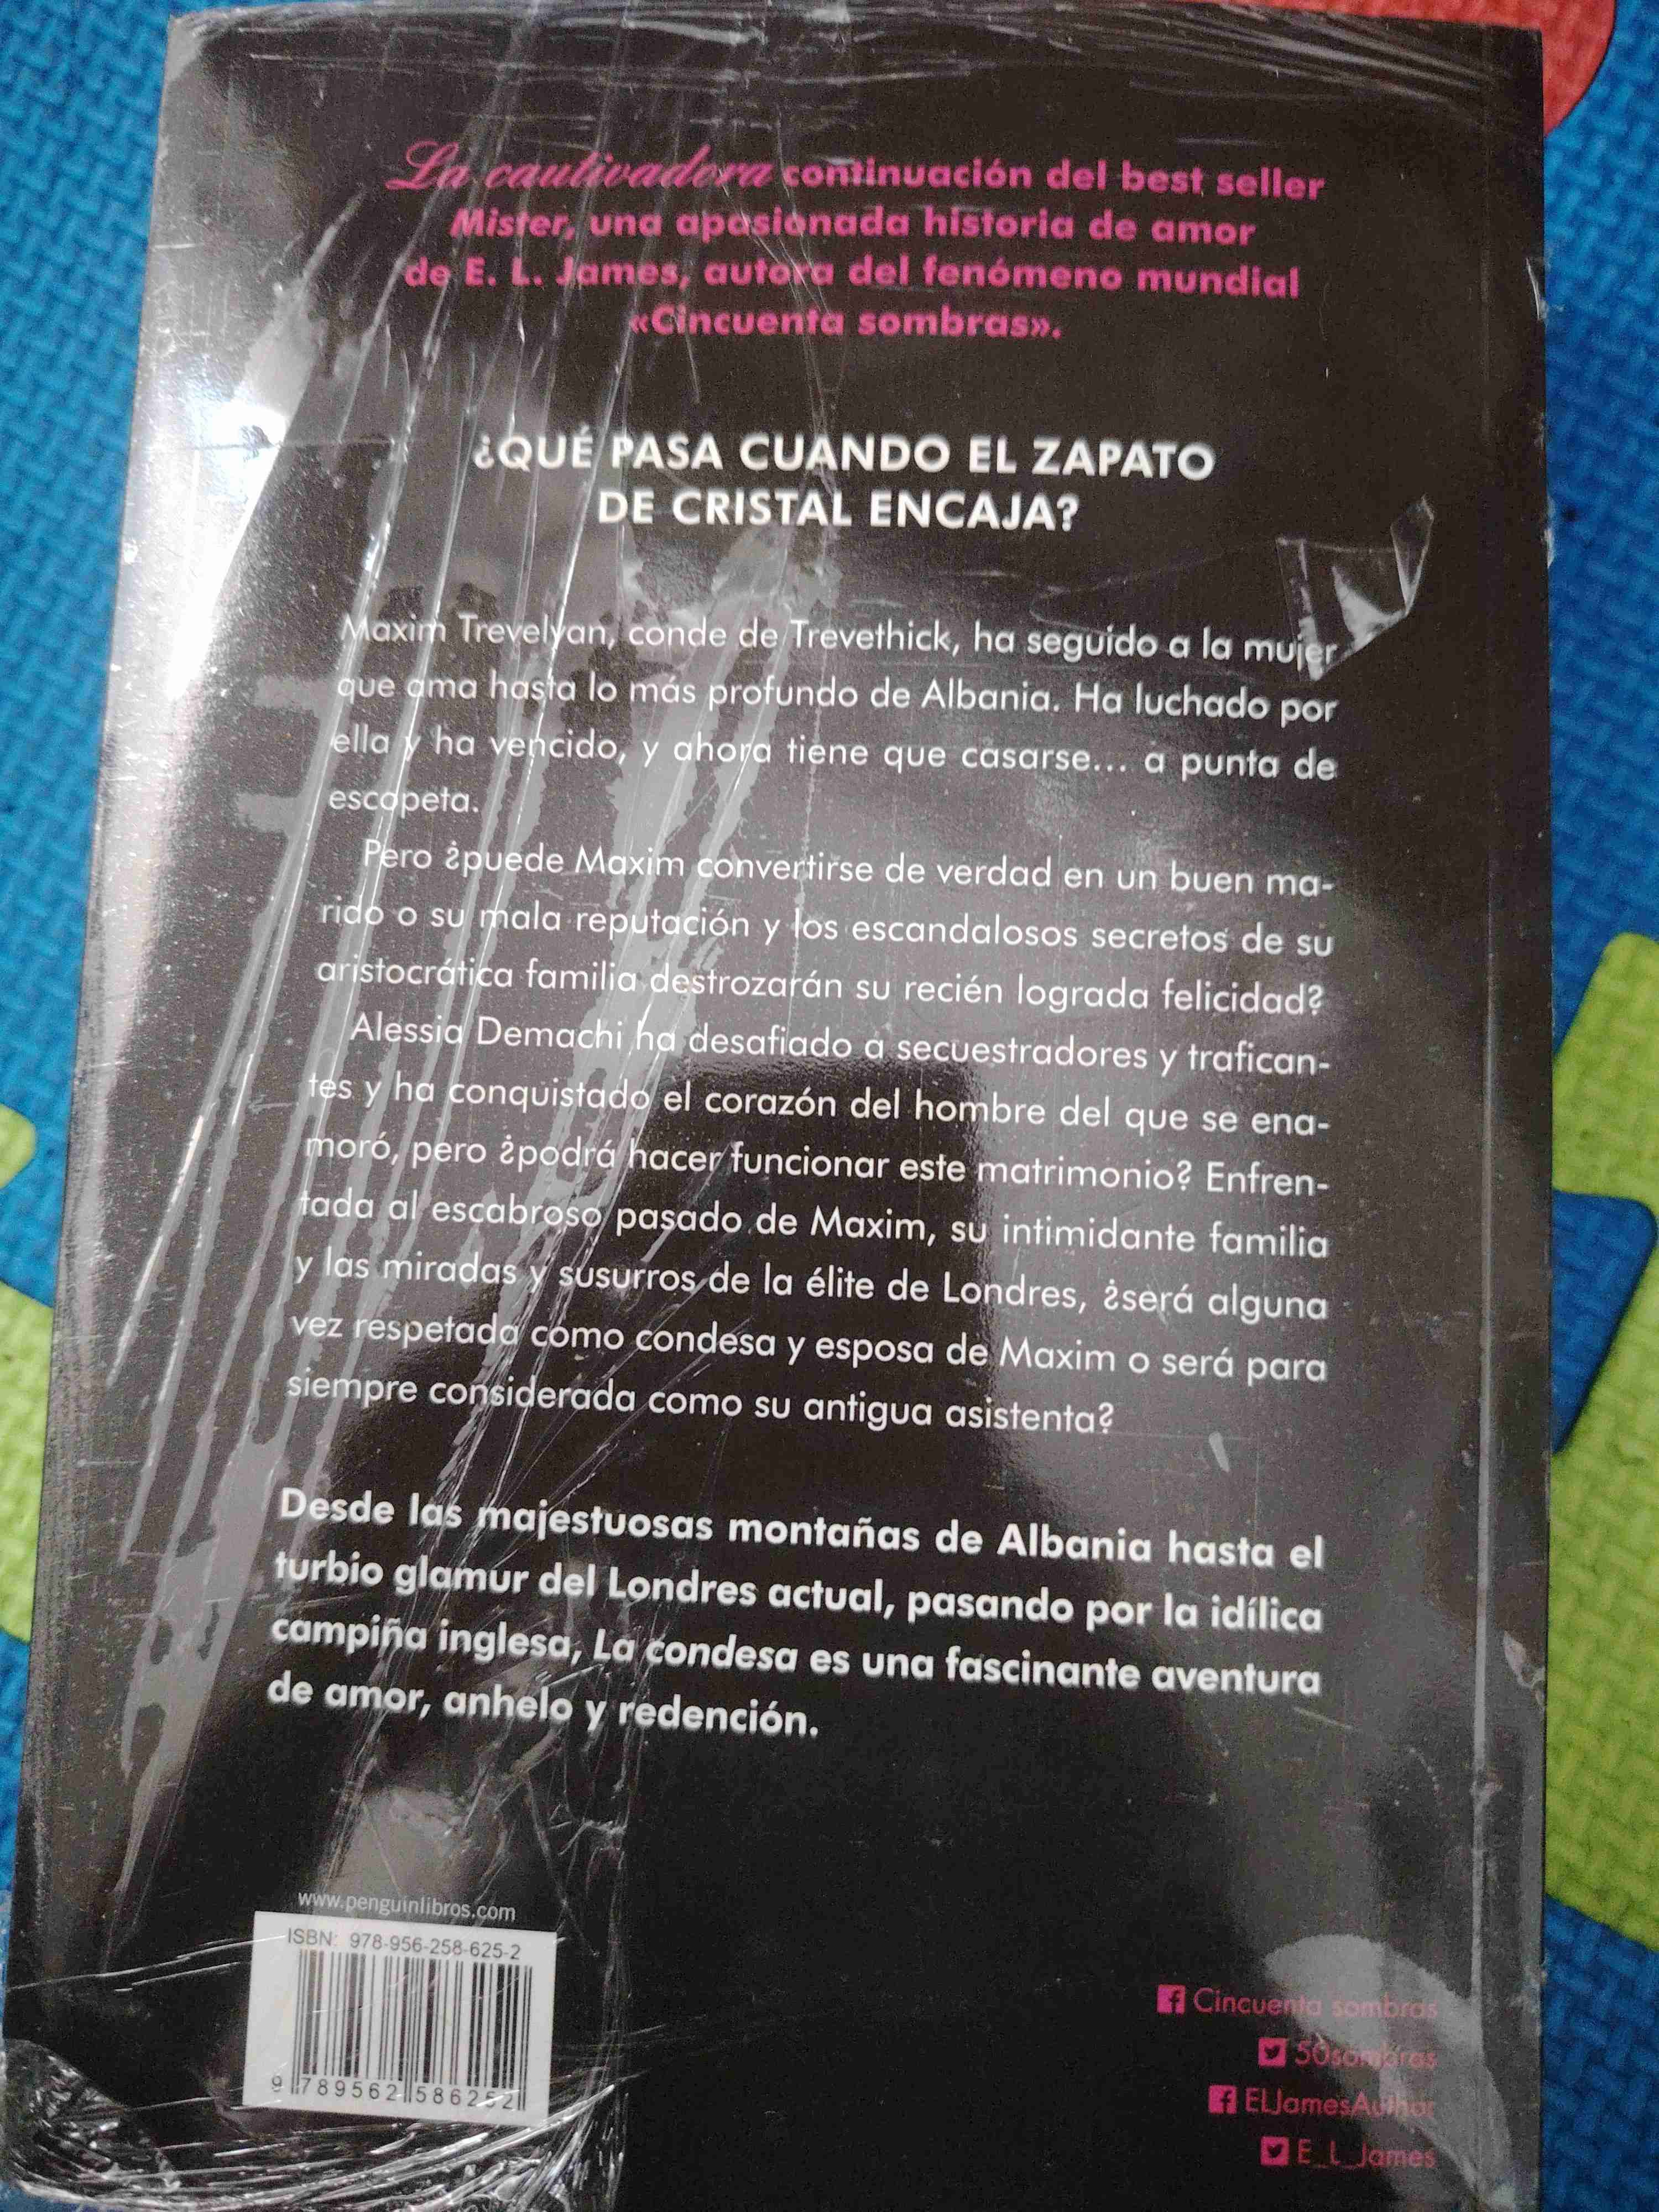 La cautivadora continuación del best seller
Mister, una apasionada historia de amor
de E. L. James, autora del fenómeno mundial
«Cincuenta sombras».
¿QUÉ PASA CUANDO EL ZAPATO
DE CRISTAL ENCAJA?
Maxim Trevelyan, conde de Trevethick, ha seguido a la mujer
que ama hasta lo más profundo de Albania. Ha luchado por
ella y ha vencido, y ahora tiene que casarse... a punta de
escopeta.
Pero ¿puede Maxim convertirse de verdad en un buen ma-
rido o su mala reputación y los escandalosos secretos de su
aristocrática familia destrozarán su recién lograda felicidad?
Alessia Demachi ha desafiado a secuestradores y trafican-
tes y ha conquistado el corazón del hombre del que se ena-
moró, pero ¿podrá hacer funcionar este matrimonio? Enfren-
tada al escabroso pasado de Maxim, su intimidante familia
y las miradas y susurros de la élite de Londres, ¿será alguna
vez respetada como condesa y esposa de Maxim o será para
siempre considerada como su antigua asistenta?
Desde las majestuosas montañas de Albania hasta el
turbio glamur del Londres actual, pasando por la idílica
campiña inglesa, La condesa es una fascinante aventura
de amor, anhelo y redención.
www.penguinlibros.com
ISBN: 978-956-258-625-2
9 789562 586252
Cincuenta sombras
50sombras
ELJamesAuthor
E_L_James